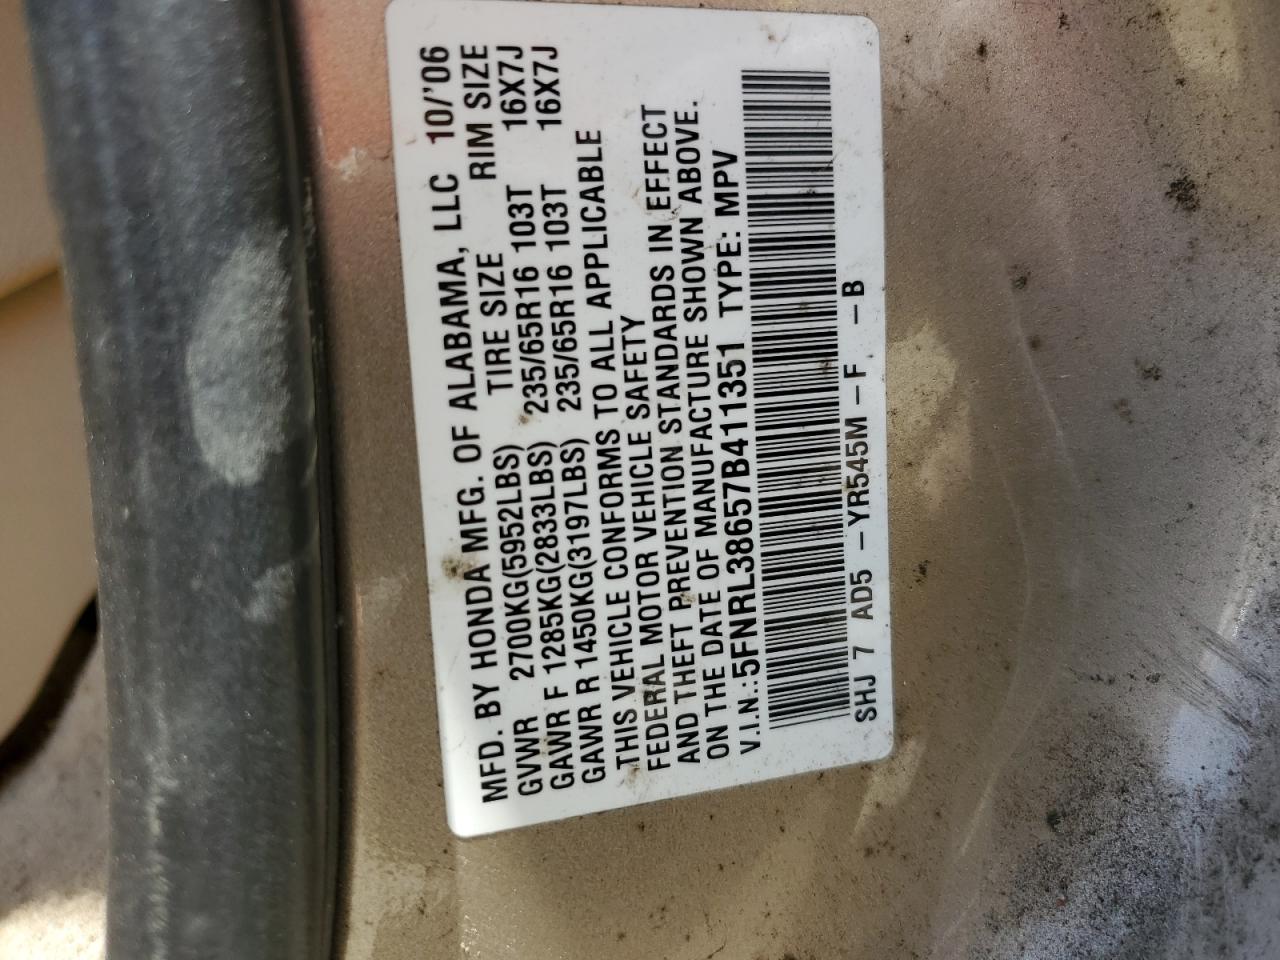 MFD. BY HONDA MFG. OF ALABAMA, LLC 10/'06
GVWR 2700KG(5952LBS) TIRE SIZE RIM SIZE
GAWR F 1285KG(2833LBS) 235/65R16 103T 16X7J
GAWR R 1450KG(3197LBS) 235/65R16 103T 16X7J
THIS VEHICLE CONFORMS TO ALL APPLICABLE
FEDERAL MOTOR VEHICLE SAFETY
AND THEFT PREVENTION STANDARDS IN EFFECT
ON THE DATE OF MANUFACTURE SHOWN ABOVE.
V.I.N.:5FNRL38657B411351 TYPE: MPV
SHJ 7 AD5 -YR545M-F -B